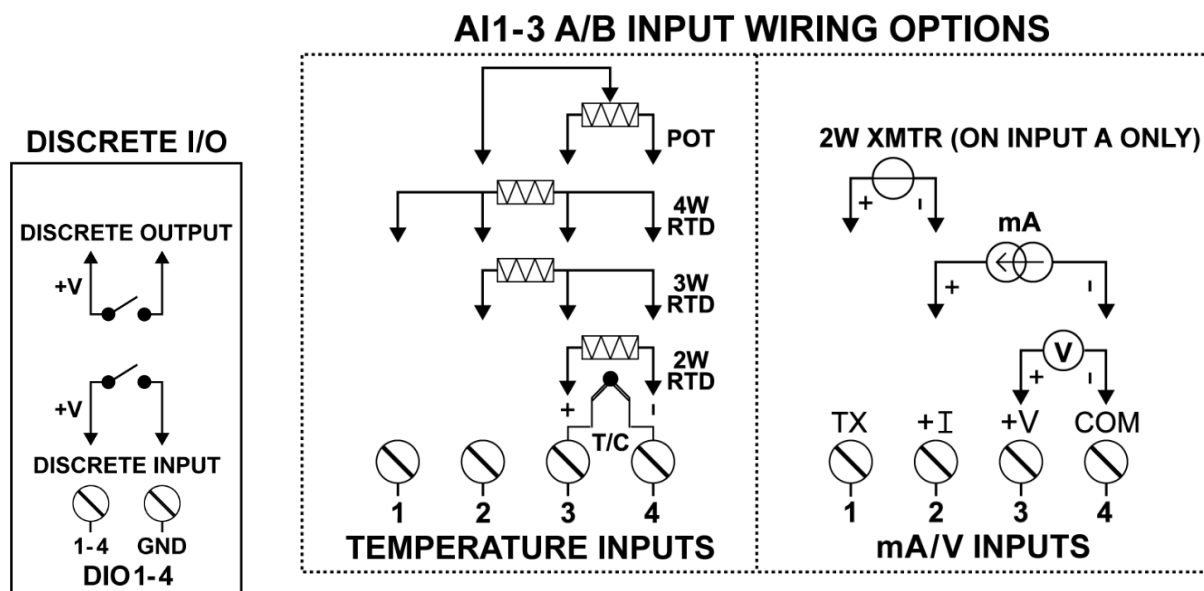 AI1-3 A/B INPUT WIRING OPTIONS
DISCRETE I/O
DISCRETE OUTPUT
+V
+V
DISCRETE INPUT
1-4 GND
DIO1-4
POT
4W
RTD
3W
RTD
2W
RTD
+ -
T/C
1 2 3 4
TEMPERATURE INPUTS
2W XMTR (ON INPUT A ONLY)
+ -
mA
+ -
V
+ -
TX +I +V COM
1 2 3 4
mA/V INPUTS